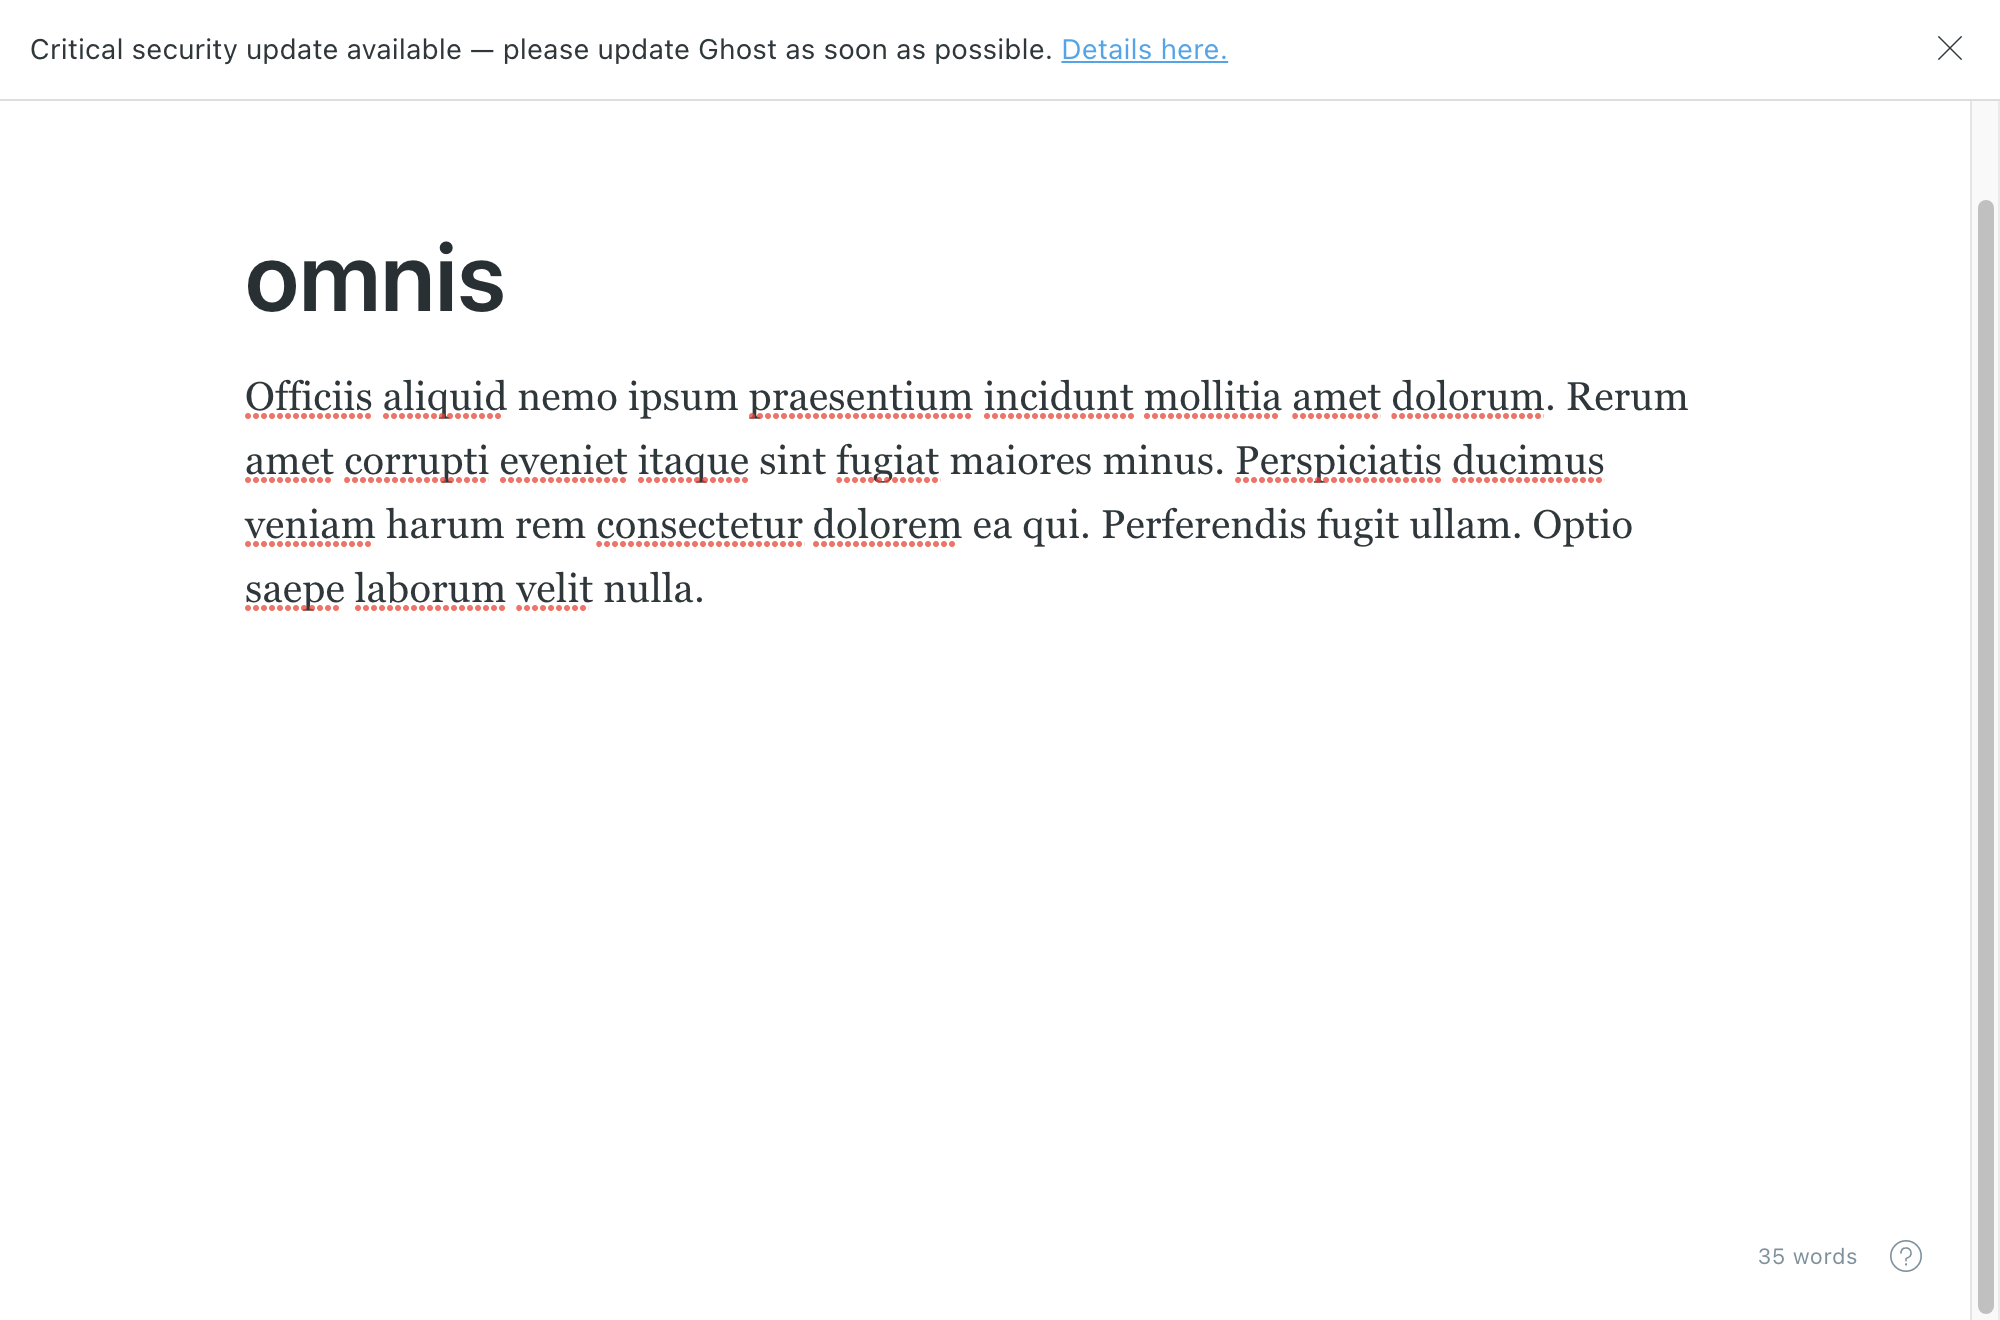 Critical security update available — please update Ghost as soon as possible. Details here.
omnis
Officiis aliquid nemo ipsum praesentium incidunt mollitia amet dolorum. Rerum
amet corrupti eveniet itaque sint fugiat maiores minus. Perspiciatis ducimus
veniam harum rem consectetur dolorem ea qui. Perferendis fugit ullam. Optio
saepe laborum velit nulla.
35 words
?